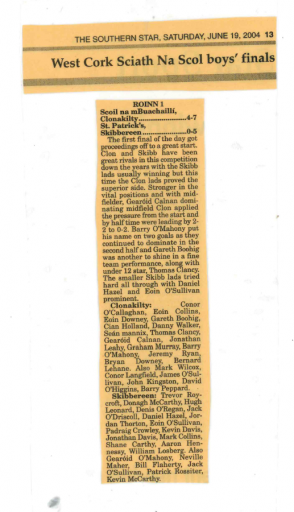 THE SOUTHERN STAR, SATURDAY, JUNE 19, 2004 13
West Cork Sciath Na Scol boys' finals
ROINN 1
Scoil na mBuachailli,
Clonakilty......................4-7
St. Patrick's,
Skibbereen.....................0-5
The first final of the day got
proceedings off to a great start.
Clon and Skibb have been
great rivals in this competition
down the years with the Skibb
lads usually winning but this
time the Clon lads proved the
superior side. Stronger in the
vital positions and with mid-
fielder, Gearóid Calnan domi-
nating midfield Clon applied
the pressure from the start and
by half time were leading by 2-
2 to 0-2. Barry O'Mahony put
his name on two goals as they
continued to dominate in the
second half and Gareth Boohig
was another to shine in a fine
team performance, along with
under 12 star, Thomas Clancy.
The smaller Skibb lads tried
hard all through with Daniel
Hazel and Eoin O'Sullivan
prominent.
Clonakilty: Conor
O'Callaghan, Eoin Collins,
Eoin Downey, Gareth Boohig,
Cian Holland, Danny Walker,
Seán mannix, Thomas Clancy,
Gearóid Calnan, Jonathan
Leahy, Graham Murray, Barry
O'Mahony, Jeremy Ryan,
Bryan Downey, Bernard
Lehane. Also Mark Wilcox,
Conor Langfield, James O'Sul-
livan, John Kingston, David
O'Higgins, Barry Peppard.
Skibbereen: Trevor Roy-
croft, Donagh McCarthy, Hugh
Leonard, Denis O'Regan, Jack
O'Driscoll, Daniel Hazel, Jor-
dan Thorton, Eoin O'Sullivan,
Padraig Crowley, Kevin Davis,
Jonathan Davis, Mark Collins,
Shane Carthy, Aaron Hen-
nessy, William Losberg. Also
Gearóid O'Mahony, Neville
Maher, Bill Flaherty, Jack
O'Sullivan, Patrick Rossiter,
Kevin McCarthy.